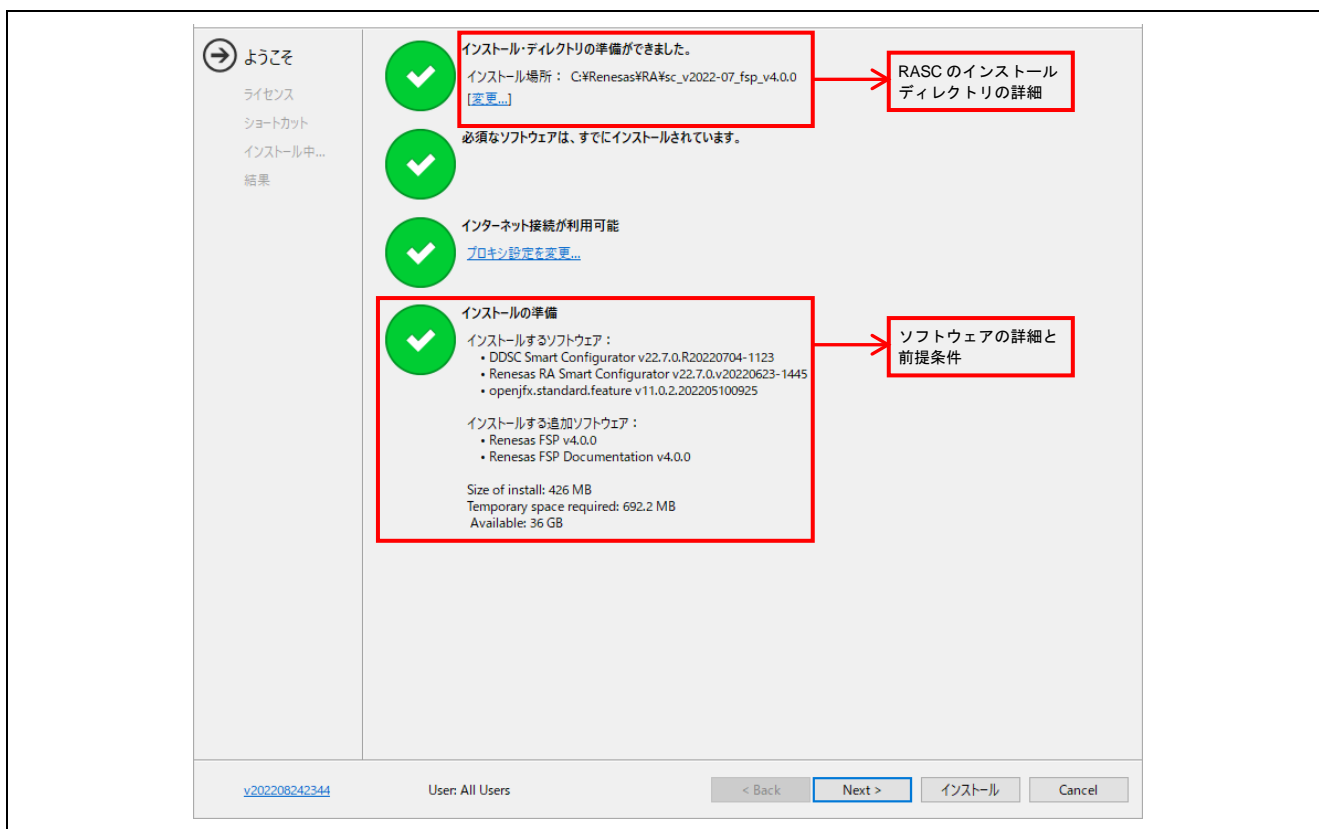 ようこそ
ライセンス
ショートカット
インストール中...
結果
インストール・ディレクトリの準備ができました。
インストール場所： C:¥Renesas¥RA¥sc_v2022-07_fsp_v4.0.0
[変更...]
RASC のインストール
ディレクトリの詳細
必須なソフトウェアは、すでにインストールされています。
インターネット接続が利用可能
プロキシ設定を変更...
インストールの準備
インストールするソフトウェア：
• DDSC Smart Configurator v22.7.0.R20220704-1123
• Renesas RA Smart Configurator v22.7.0.v20220623-1445
• openjfx.standard.feature v11.0.2.202205100925
インストールする追加ソフトウェア：
• Renesas FSP v4.0.0
• Renesas FSP Documentation v4.0.0
Size of install: 426 MB
Temporary space required: 692.2 MB
Available: 36 GB
ソフトウェアの詳細と
前提条件
v202208242344
User: All Users
< Back
Next >
インストール
Cancel